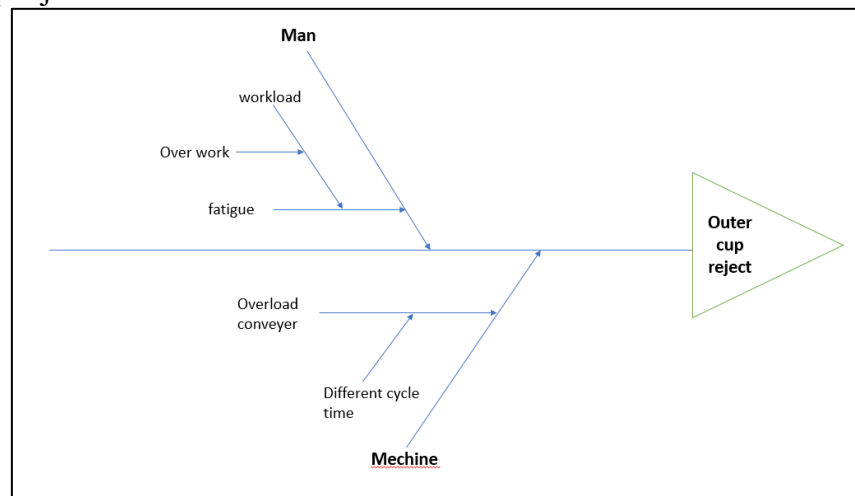 Man
workload
Over work
fatigue
Outer
cup
reject
Overload
conveyer
Different cycle
time
Mechine